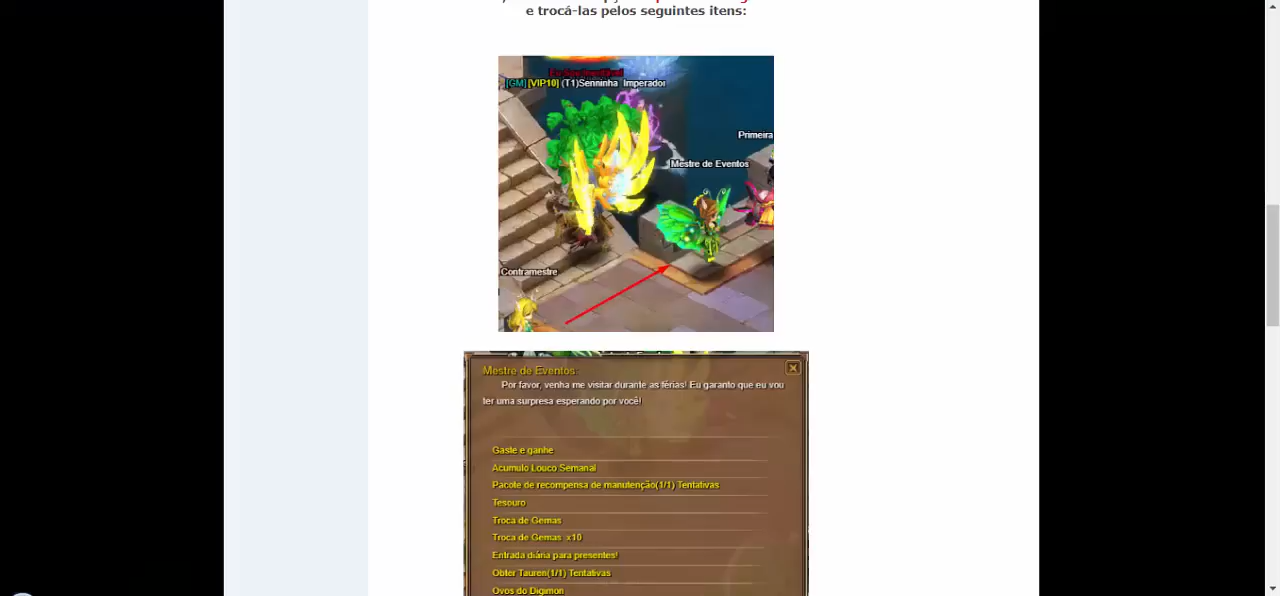 e trocá-las pelos seguintes itens:
[GM][VIP10] (T1)Senninha Imperador
Primeira
Mestre de Eventos
Contramestre
Mestre de Eventos:
Por favor, venha me visitar durante as férias! Eu garanto que eu vou
ter uma surpresa esperando por você!
Gaste e ganhe
Acumulo Louco Semanal
Pacote de recompensa de manutenção(1/1) Tentativas
Tesouro
Troca de Gemas
Troca de Gemas x10
Entrada diária para presentes!
Obter Tauren(1/1) Tentativas
Ovos do Digimon